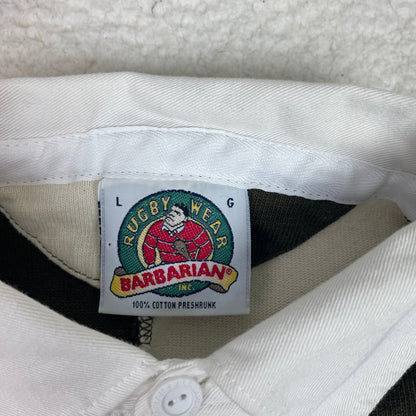 L G
RUGBY WEAR
BARBARIAN®
INC.
100% COTTON PRESHRUNK